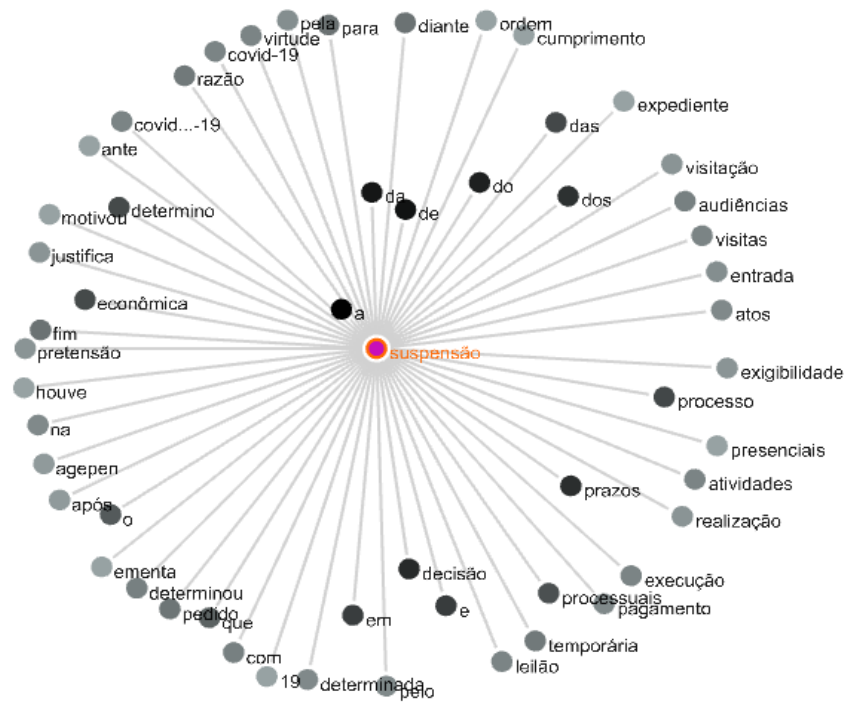 pela
ordem
para
diante
virtude
cumprimento
covid-19
razão
expediente
covid...-19
das
ante
visitação
da
do
dos
audiências
determino
de
motivou
visitas
justifica
entrada
econômica
a
atos
fim
pretensão
suspensão
exigibilidade
houve
processo
na
presenciais
agepen
atividades
prazos
após
o
realização
ementa
decisão
execução
determinou
processuais
pagamento
pedido
e
que
em
temporária
com
leilão
19
determinada
pelo